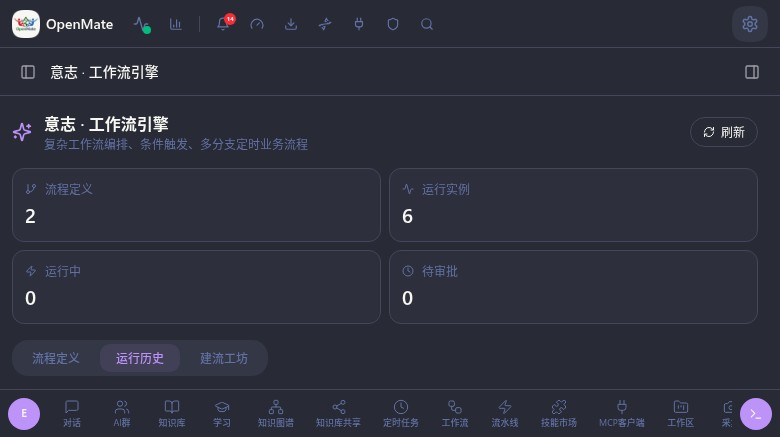 OpenMate
14
意志 · 工作流引擎
意志 · 工作流引擎
复杂工作流编排、条件触发、多分支定时业务流程
刷新
流程定义
2
运行实例
6
运行中
0
待审批
0
流程定义
运行历史
建流工坊
E
对话
AI群
知识库
学习
知识图谱
知识库共享
定时任务
工作流
流水线
技能市场
MCP客户端
工作区